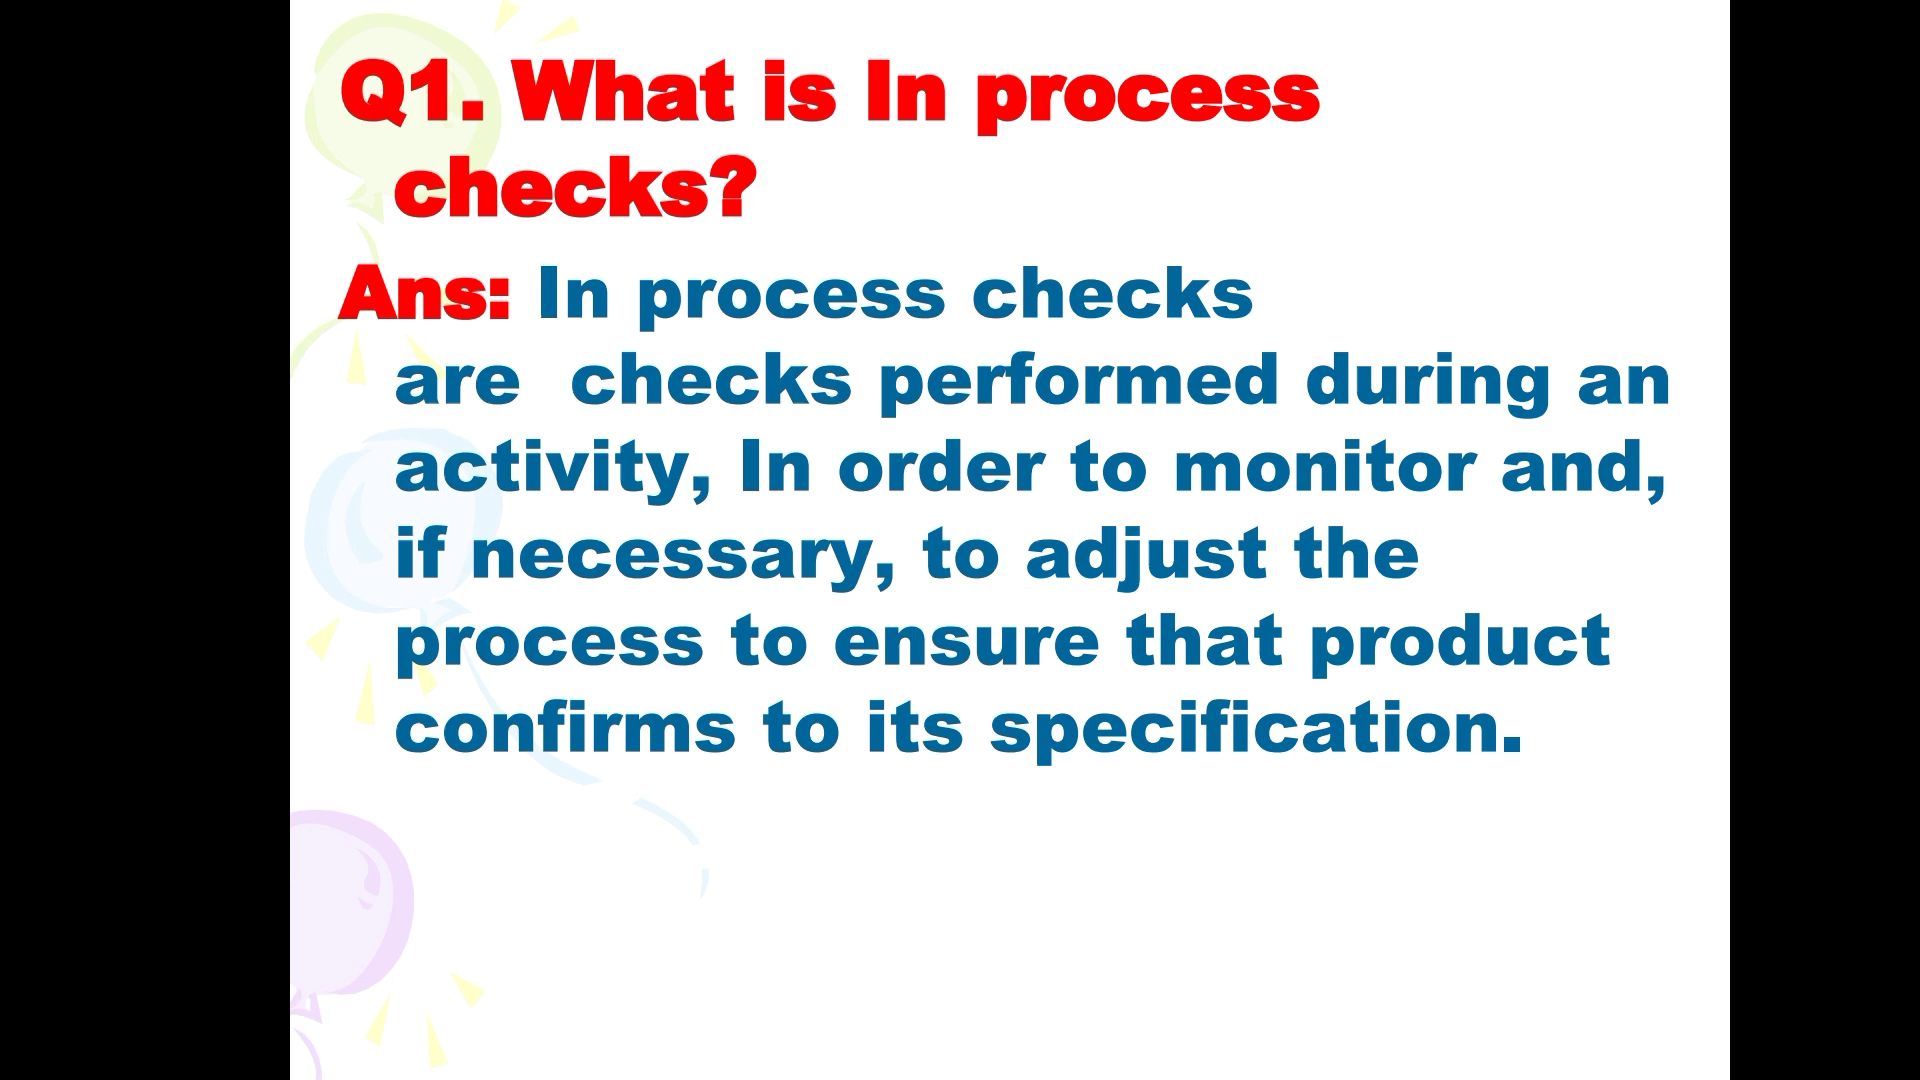 Q1. What is In process
checks?
Ans: In process checks
are  checks performed during an
activity, In order to monitor and,
if necessary, to adjust the
process to ensure that product
confirms to its specification.